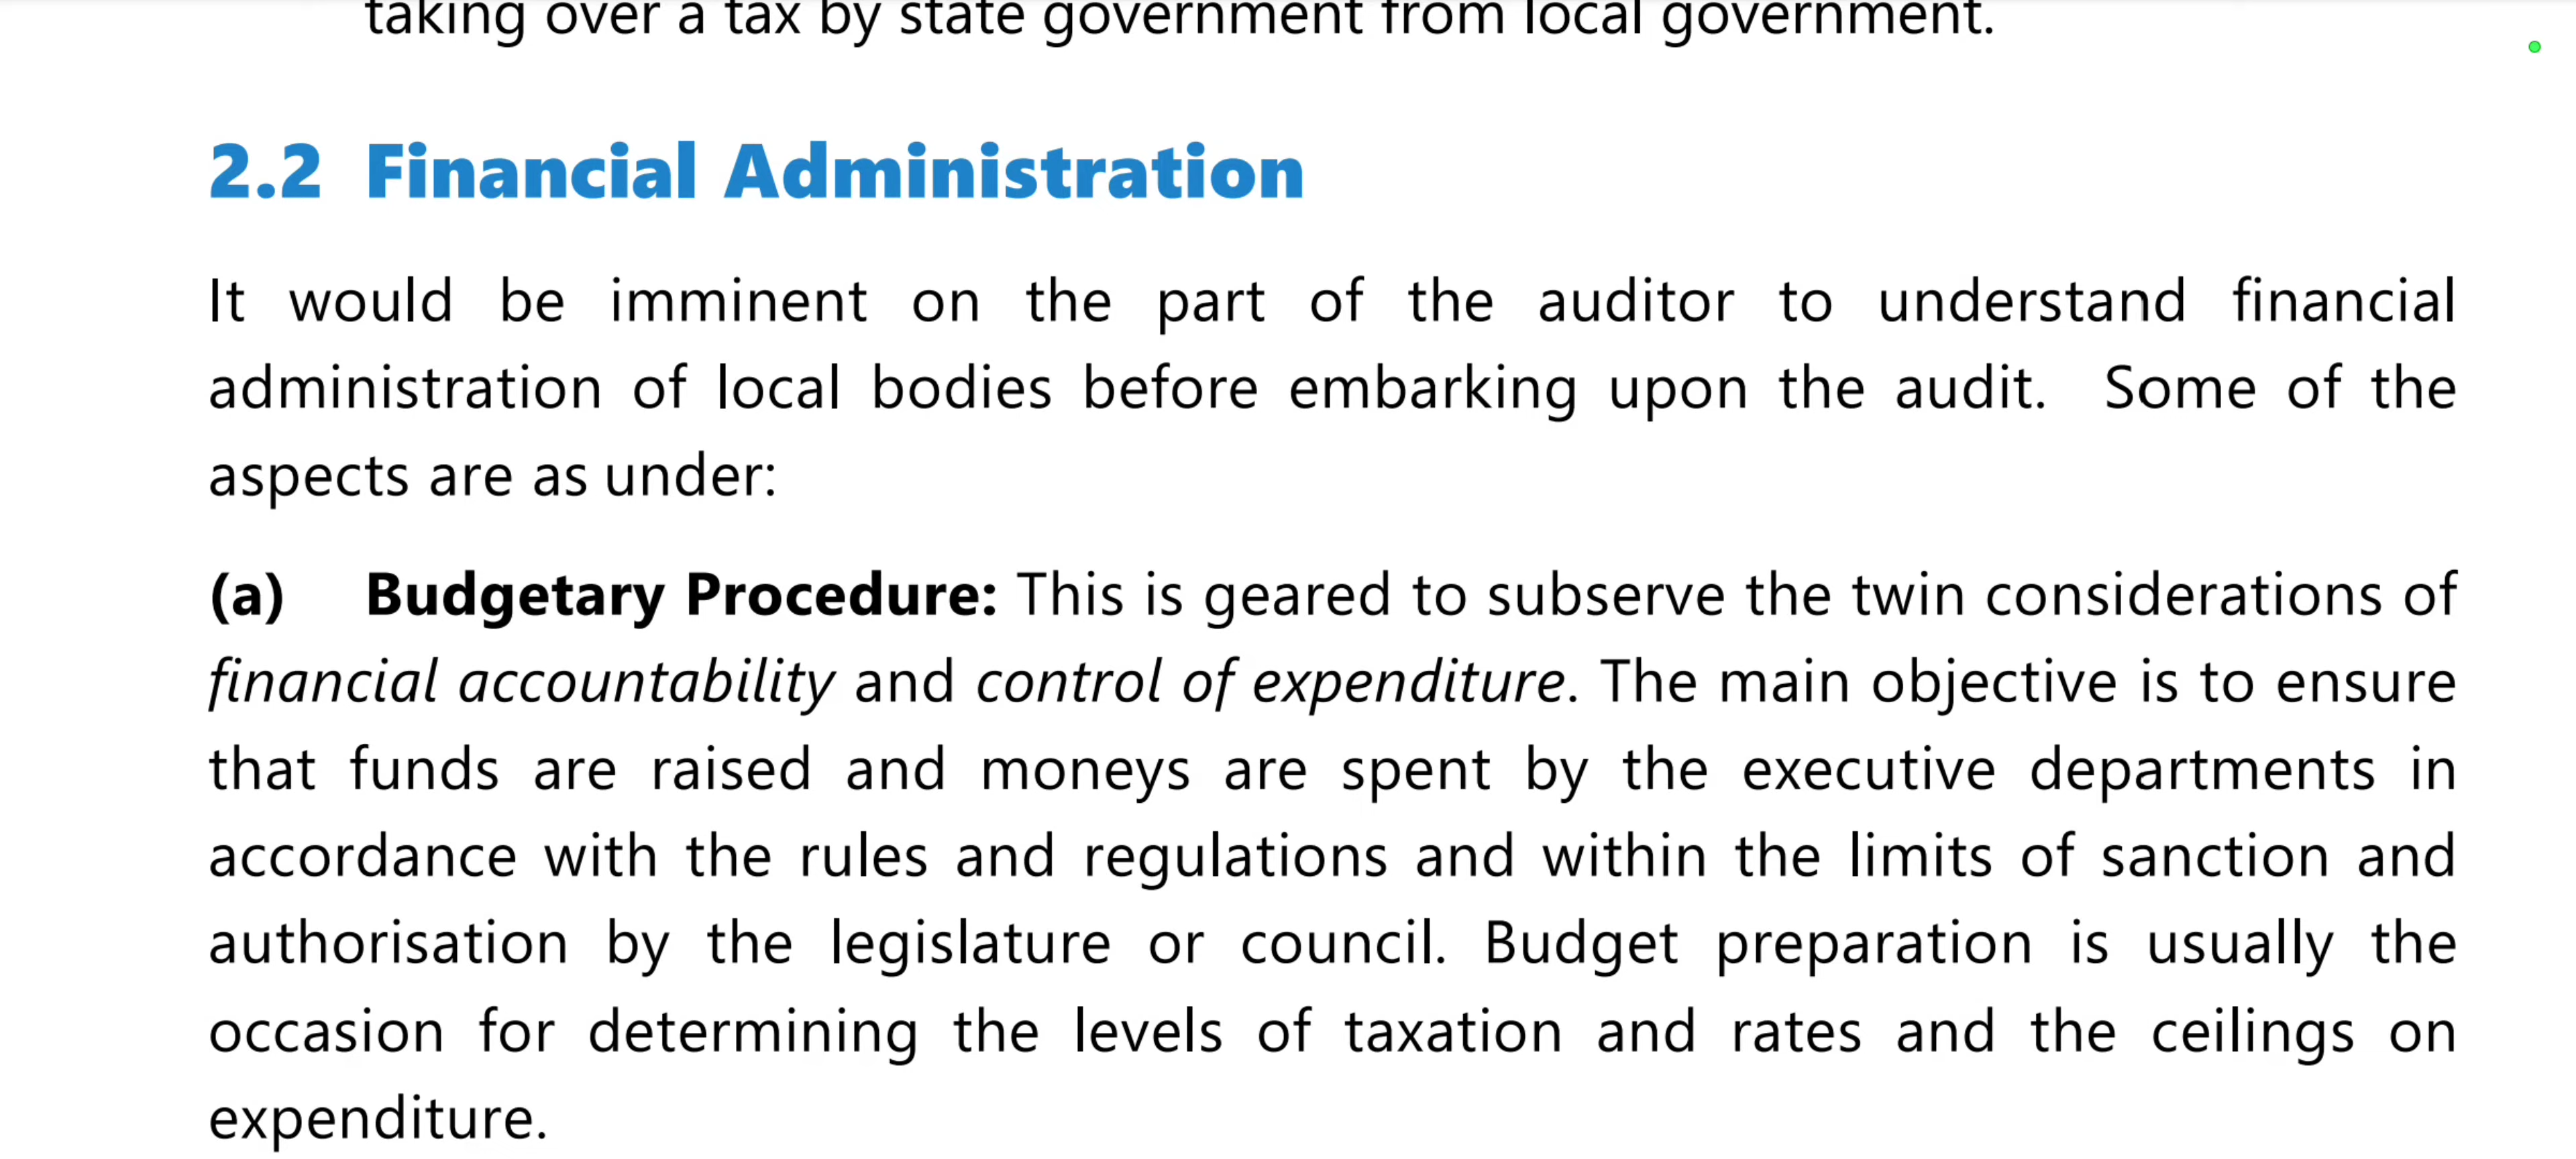 taking over a tax by state government from local government.
2.2 Financial Administration
It would be imminent on the part of the auditor to understand financial
administration of local bodies before embarking upon the audit. Some of the
aspects are as under:
(a) Budgetary Procedure: This is geared to subserve the twin considerations of
financial accountability and control of expenditure. The main objective is to ensure
that funds are raised and moneys are spent by the executive departments in
accordance with the rules and regulations and within the limits of sanction and
authorisation by the legislature or council. Budget preparation is usually the
occasion for determining the levels of taxation and rates and the ceilings on
expenditure.